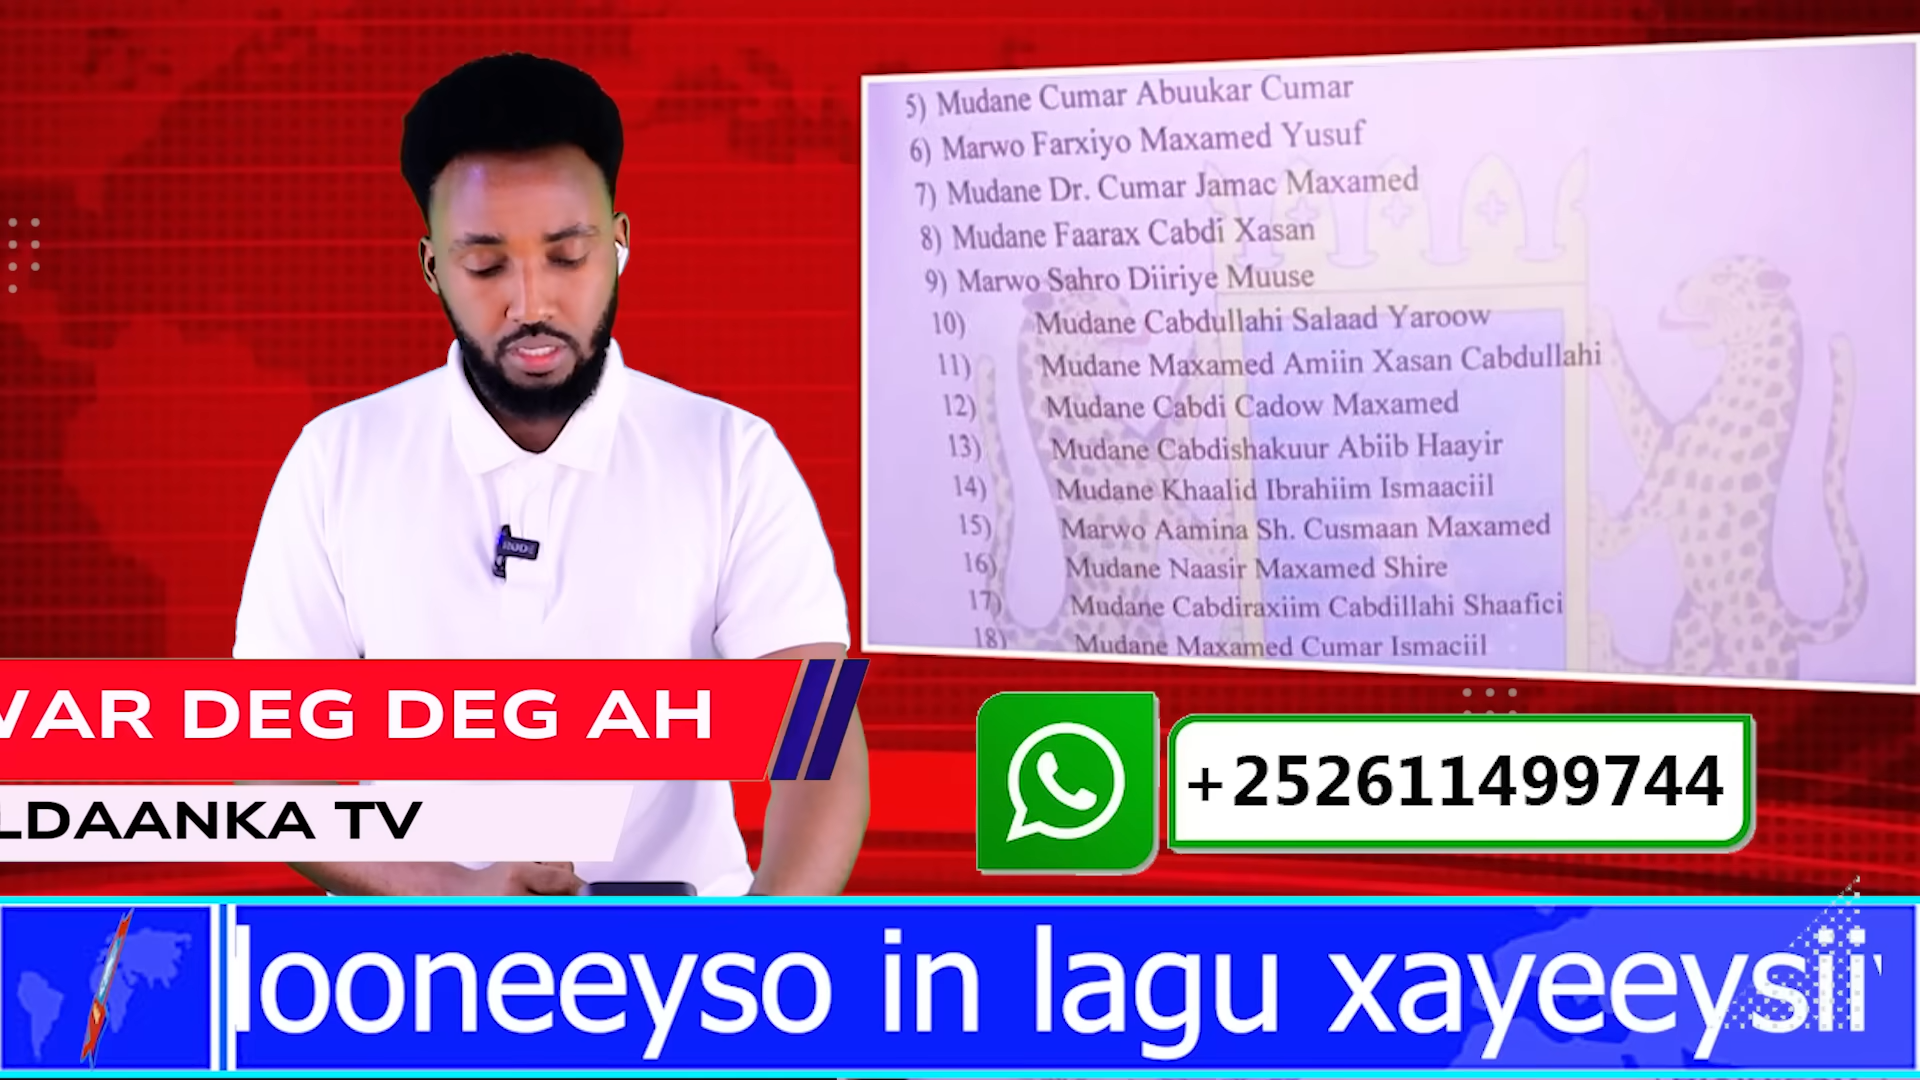 5) Mudane Cumar Abuukar Cumar
6) Marwo Farxiyo Maxamed Yusuf
7) Mudane Dr. Cumar Jamac Maxamed
8) Mudane Faarax Cabdi Xasan
9) Marwo Sahro Diiriye Muuse
10) Mudane Cabdullahi Salaad Yaroow
11) Mudane Maxamed Amiin Xasan Cabdullahi
12) Mudane Cabdi Cadow Maxamed
13) Mudane Cabdishakuur Abiib Haayir
14) Mudane Khaalid Ibrahiim Ismaaciil
15) Marwo Aamina Sh. Cusmaan Maxamed
16) Mudane Naasir Maxamed Shire
17) Mudane Cabdiraxiim Cabdillahi Shaafici
18) Mudane Maxamed Cumar Ismaciil
RODE
WAR DEG DEG AH
LDAANKA TV
+252611499744
looneeyso in lagu xayeeysii